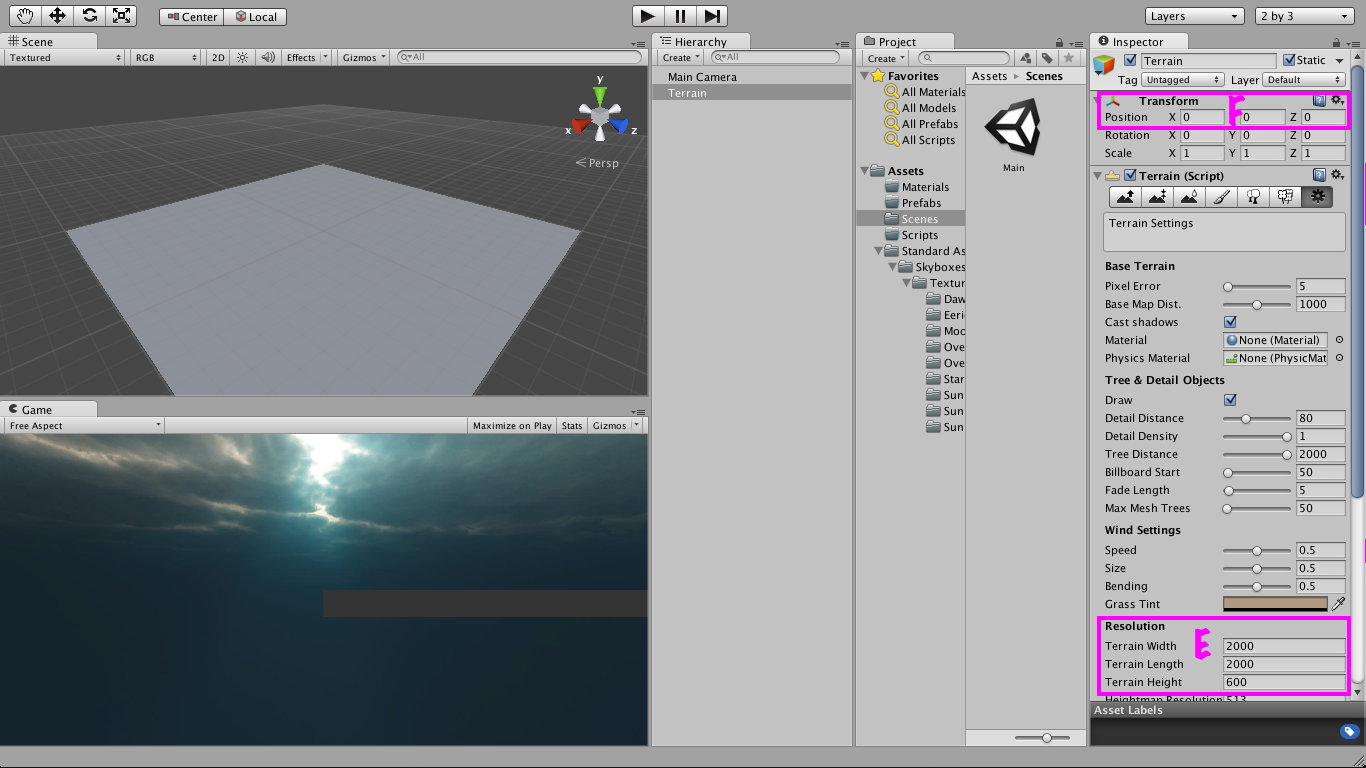 Center Local
Layers 2 by 3
Scene
Textured RGB 2D Effects Gizmos All
y
x z
Persp
Game
Free Aspect Maximize on Play Stats Gizmos
Hierarchy
Create All
Main Camera
Terrain
Project
Create
Favorites
All Materials
All Models
All Prefabs
All Scripts
Assets
Materials
Prefabs
Scenes
Scripts
Standard As
Skyboxes
Textur
Daw
Eeri
Moo
Ove
Ove
Star
Sun
Sun
Sun
Assets Scenes
Main
Inspector
Terrain Static
Tag Untagged Layer Default
Transform
Position X 0 0 Z 0
Rotation X 0 Y 0 Z 0
Scale X 1 Y 1 Z 1
Terrain (Script)
Terrain Settings
Base Terrain
Pixel Error 5
Base Map Dist. 1000
Cast shadows
Material None (Material)
Physics Material None (PhysicMat
Tree & Detail Objects
Draw
Detail Distance 80
Detail Density 1
Tree Distance 2000
Billboard Start 50
Fade Length 5
Max Mesh Trees 50
Wind Settings
Speed 0.5
Size 0.5
Bending 0.5
Grass Tint
Resolution
Terrain Width 2000
Terrain Length 2000
Terrain Height 600
Heightmap Resolution 513
Asset Labels